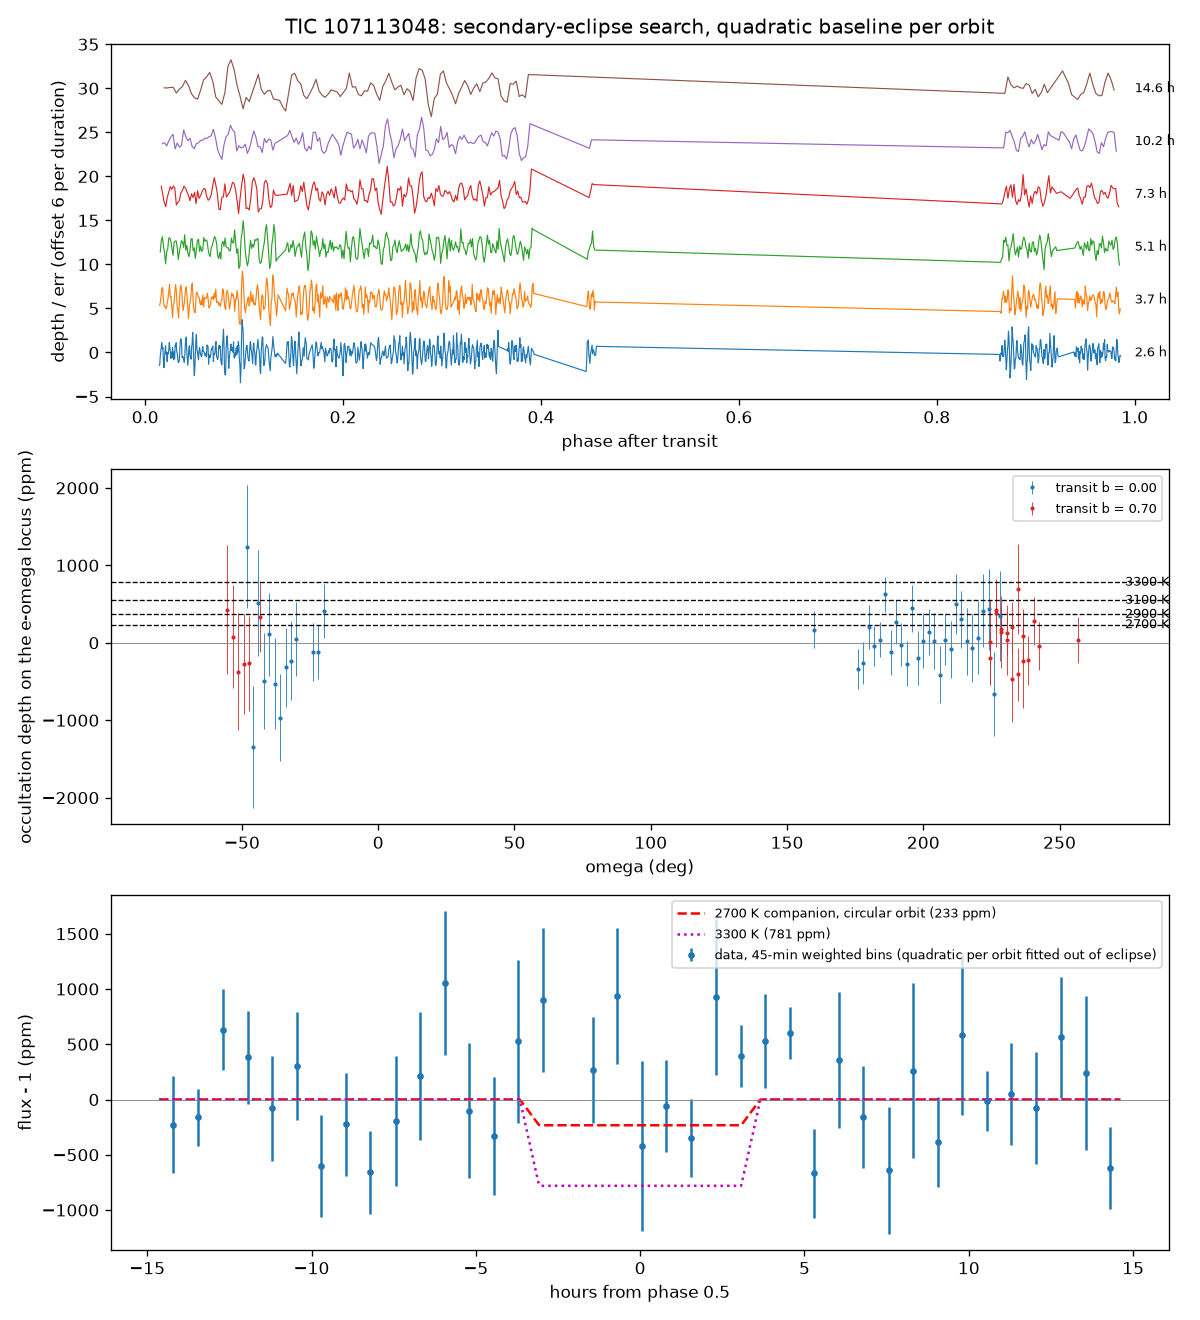 TIC 107113048: secondary-eclipse search, quadratic baseline per orbit
depth / err (offset 6 per duration)
35
30
25
20
15
10
5
0
−5
14.6 h
10.2 h
7.3 h
5.1 h
3.7 h
2.6 h
0.0
0.2
0.4
0.6
0.8
1.0
phase after transit
occultation depth on the e-omega locus (ppm)
2000
1000
0
−1000
−2000
transit b = 0.00
transit b = 0.70
3300 K
3100 K
2900 K
2700 K
−50
0
50
100
150
200
250
omega (deg)
flux - 1 (ppm)
1500
1000
500
0
−500
−1000
2700 K companion, circular orbit (233 ppm)
3300 K (781 ppm)
data, 45-min weighted bins (quadratic per orbit fitted out of eclipse)
−15
−10
−5
0
5
10
15
hours from phase 0.5